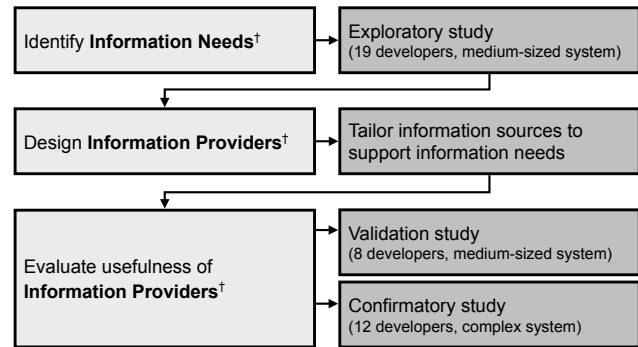 Identify Information Needs†
Exploratory study
(19 developers, medium-sized system)
Design Information Providers†
Tailor information sources to
support information needs
Evaluate usefulness of
Information Providers†
Validation study
(8 developers, medium-sized system)
Confirmatory study
(12 developers, complex system)